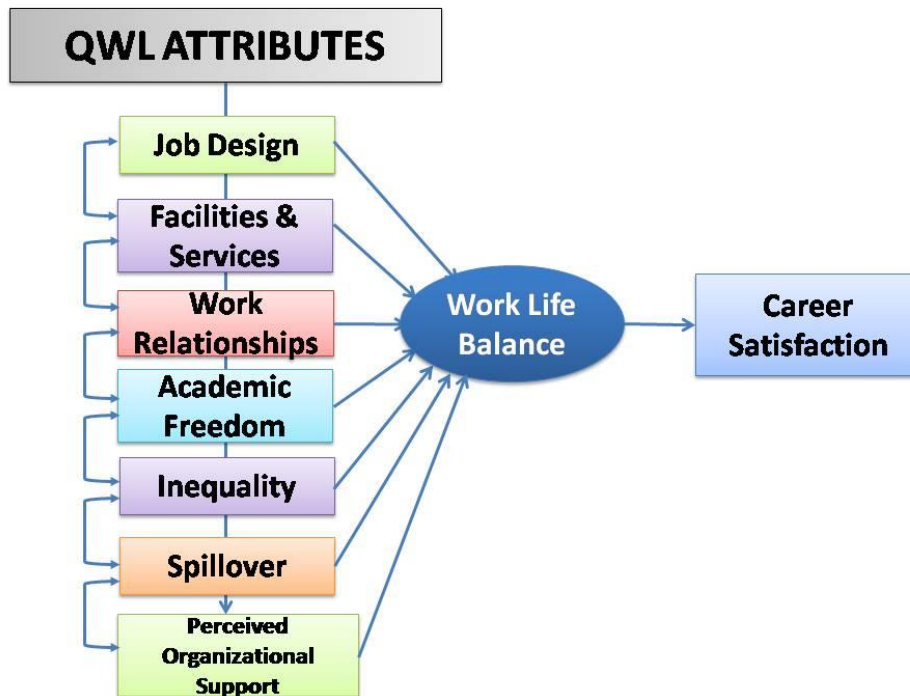 QWL ATTRIBUTES
Job Design
Facilities &
Services
Work
Relationships
Academic
Freedom
Inequality
Spillover
Perceived
Organizational
Support
Work Life
Balance
Career
Satisfaction